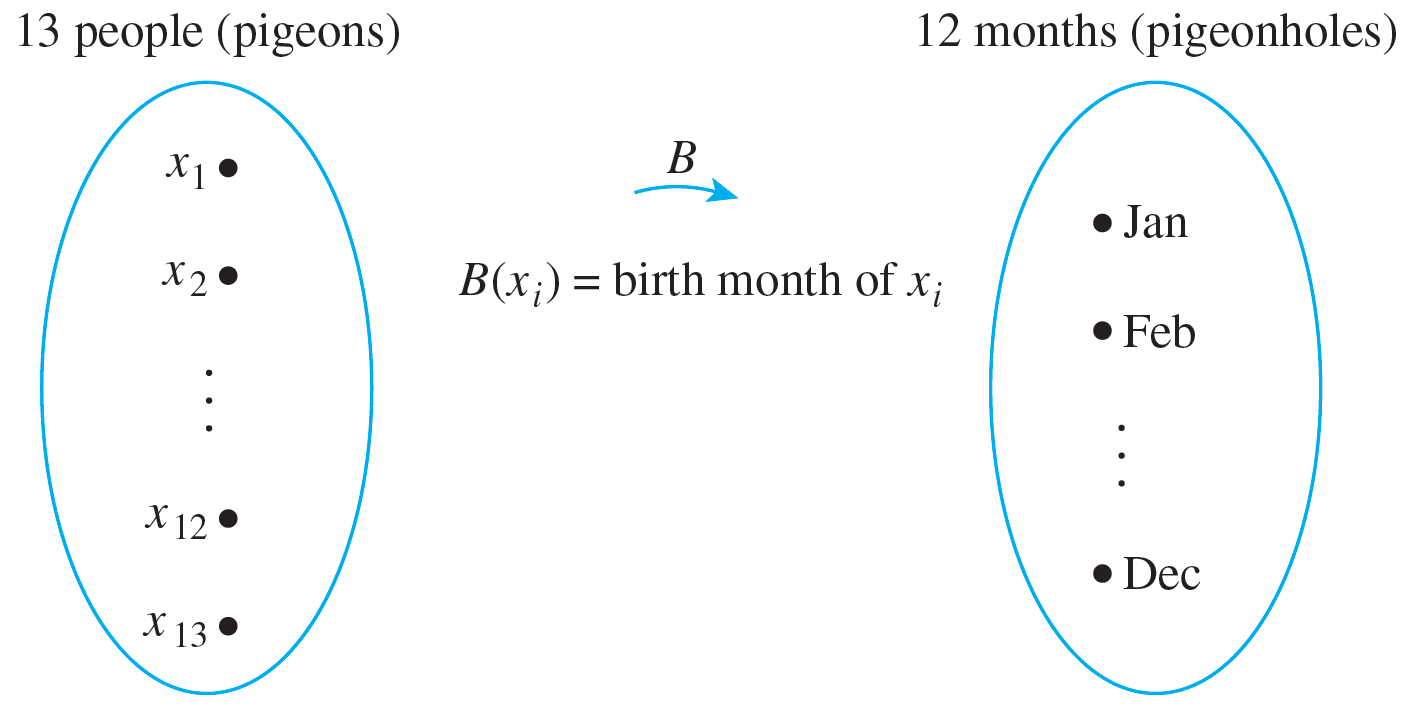 13 people (pigeons)
12 months (pigeonholes)
x₁
x₂
⋮
x₁₂
x₁₃
B
B(xᵢ) = birth month of xᵢ
Jan
Feb
⋮
Dec